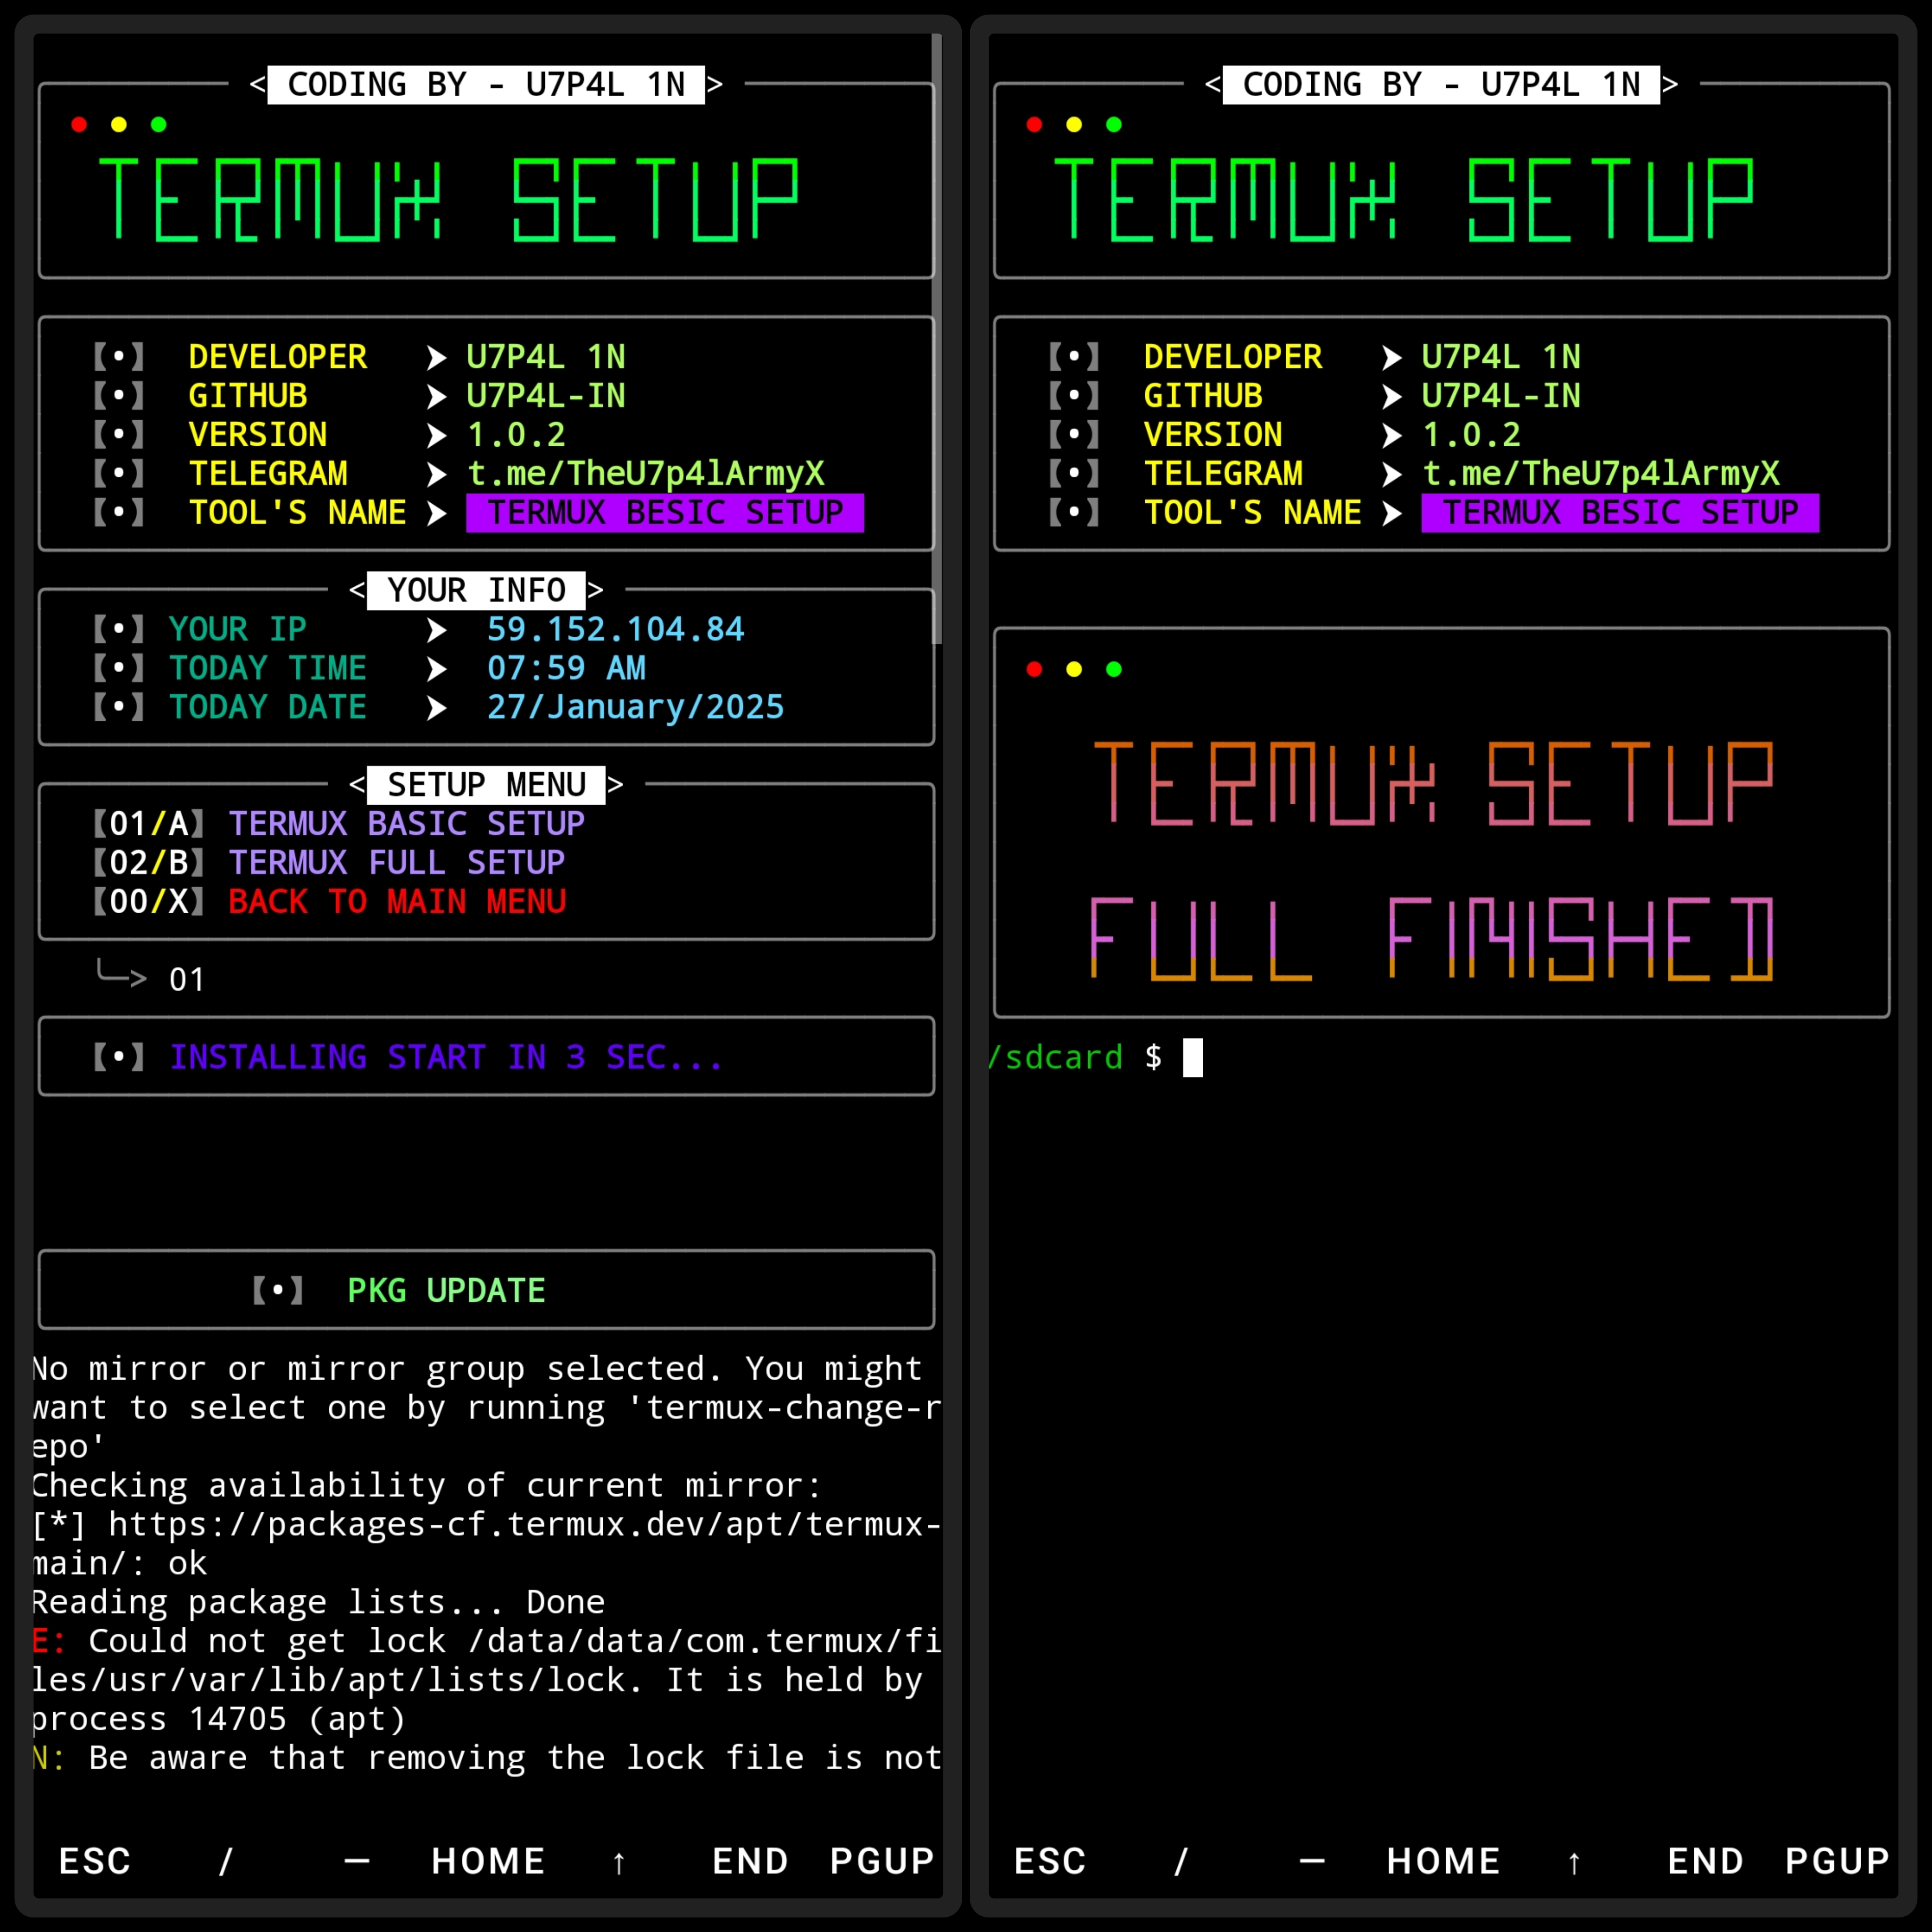 < CODING BY - U7P4L 1N >
TERMUX SETUP
【•】 DEVELOPER ➤ U7P4L 1N
【•】 GITHUB ➤ U7P4L-IN
【•】 VERSION ➤ 1.0.2
【•】 TELEGRAM ➤ t.me/TheU7p4lArmyX
【•】 TOOL'S NAME ➤ TERMUX BESIC SETUP
< YOUR INFO >
【•】 YOUR IP ➤ 59.152.104.84
【•】 TODAY TIME ➤ 07:59 AM
【•】 TODAY DATE ➤ 27/January/2025
< SETUP MENU >
【01/A】 TERMUX BASIC SETUP
【02/B】 TERMUX FULL SETUP
【00/X】 BACK TO MAIN MENU
╰─> 01
【•】 INSTALLING START IN 3 SEC...
【•】 PKG UPDATE
No mirror or mirror group selected. You might
want to select one by running 'termux-change-r
epo'
Checking availability of current mirror:
[*] https://packages-cf.termux.dev/apt/termux-
main/: ok
Reading package lists... Done
E: Could not get lock /data/data/com.termux/fi
les/usr/var/lib/apt/lists/lock. It is held by
process 14705 (apt)
N: Be aware that removing the lock file is not
ESC / — HOME ↑ END PGUP
< CODING BY - U7P4L 1N >
TERMUX SETUP
【•】 DEVELOPER ➤ U7P4L 1N
【•】 GITHUB ➤ U7P4L-IN
【•】 VERSION ➤ 1.0.2
【•】 TELEGRAM ➤ t.me/TheU7p4lArmyX
【•】 TOOL'S NAME ➤ TERMUX BESIC SETUP
TERMUX SETUP
FULL FINISHED
/sdcard $
ESC / — HOME ↑ END PGUP